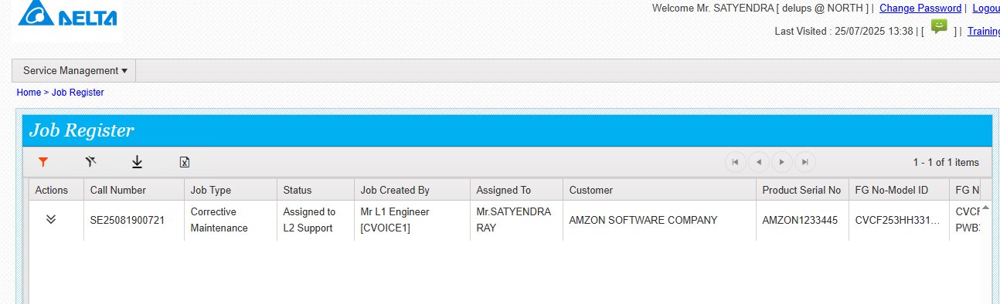 DELTA
Welcome Mr. SATYENDRA [ delups @ NORTH ] | Change Password | Logou
Last Visited : 25/07/2025 13:38 | [ ] | Training
Service Management
Home > Job Register
Job Register
1 - 1 of 1 items
Actions Call Number Job Type Status Job Created By Assigned To Customer Product Serial No FG No-Model ID FG N
SE25081900721
Corrective
Maintenance
Assigned to
L2 Support
Mr L1 Engineer
[CVOICE1]
Mr.SATYENDRA
RAY
AMZON SOFTWARE COMPANY
AMZON1233445
CVCF253HH331...
CVCF